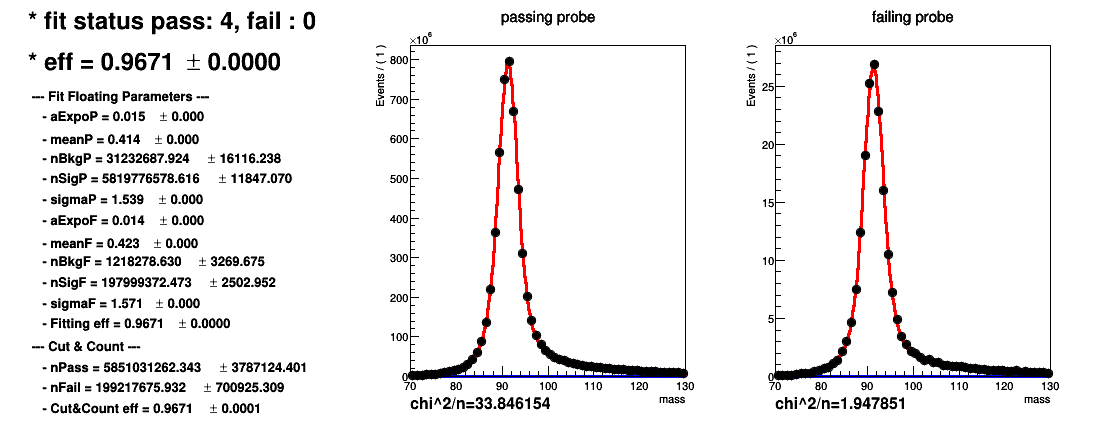 * fit status pass: 4, fail : 0
* eff = 0.9671 ± 0.0000
--- Fit Floating Parameters ---
- aExpoP = 0.015 ± 0.000
- meanP = 0.414 ± 0.000
- nBkgP = 31232687.924 ± 16116.238
- nSigP = 5819776578.616 ± 11847.070
- sigmaP = 1.539 ± 0.000
- aExpoF = 0.014 ± 0.000
- meanF = 0.423 ± 0.000
- nBkgF = 1218278.630 ± 3269.675
- nSigF = 197999372.473 ± 2502.952
- sigmaF = 1.571 ± 0.000
- Fitting eff = 0.9671 ± 0.0000
--- Cut & Count ---
- nPass = 5851031262.343 ± 3787124.401
- nFail = 199217675.932 ± 700925.309
- Cut&Count eff = 0.9671 ± 0.0001
passing probe
×10⁶
Events / ( 1 )
800
700
600
500
400
300
200
100
0
70 80 90 100 110 120 130
mass
chi^2/n=33.846154
failing probe
×10⁶
Events / ( 1 )
25
20
15
10
5
0
70 80 90 100 110 120 130
mass
chi^2/n=1.947851